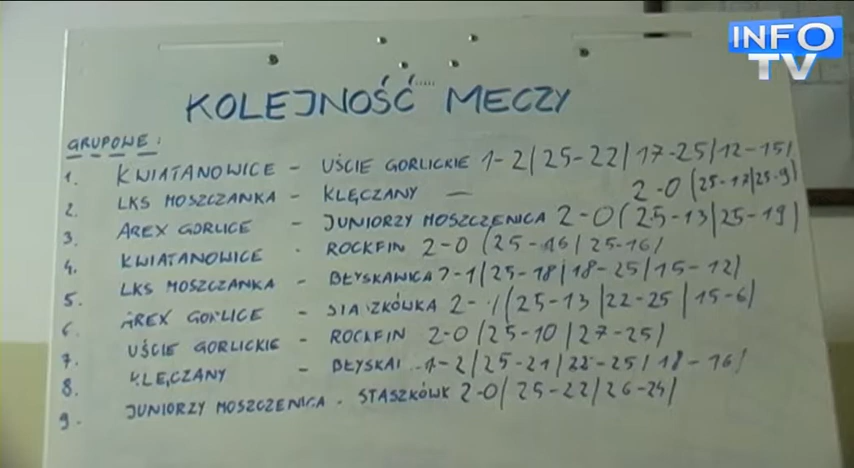 INFO
TV
KOLEJNOŚĆ MECZY
GRUPOWE:
1. KWIATANOWICE - UŚCIE GORLICKIE 1-2/25-22/17-25/12-15/
2. LKS MOSZCZANKA - KLĘCZANY - 2-0 (25-17/25-9)
3. AREX GORLICE - JUNIORZY MOSZCZENICA 2-0 (25-13/25-19)
4. KWIATANOWICE - ROCKFIN 2-0 (25-16/25-16/
5. LKS MOSZCZANKA - BŁYSKAWICA 2-1/25-18/18-25/15-12)
6. AREX GORLICE - STASZKÓWKA 2- /(25-13/22-25/15-6/
7. UŚCIE GORLICKIE - ROCKFIN 2-0/25-10/27-25/
8. KLĘCZANY - 1-2/25-21/22-25/18-16/
9. JUNIORZY MOSZCZENICA - STASZKÓWK 2-0/25-22/26-24/